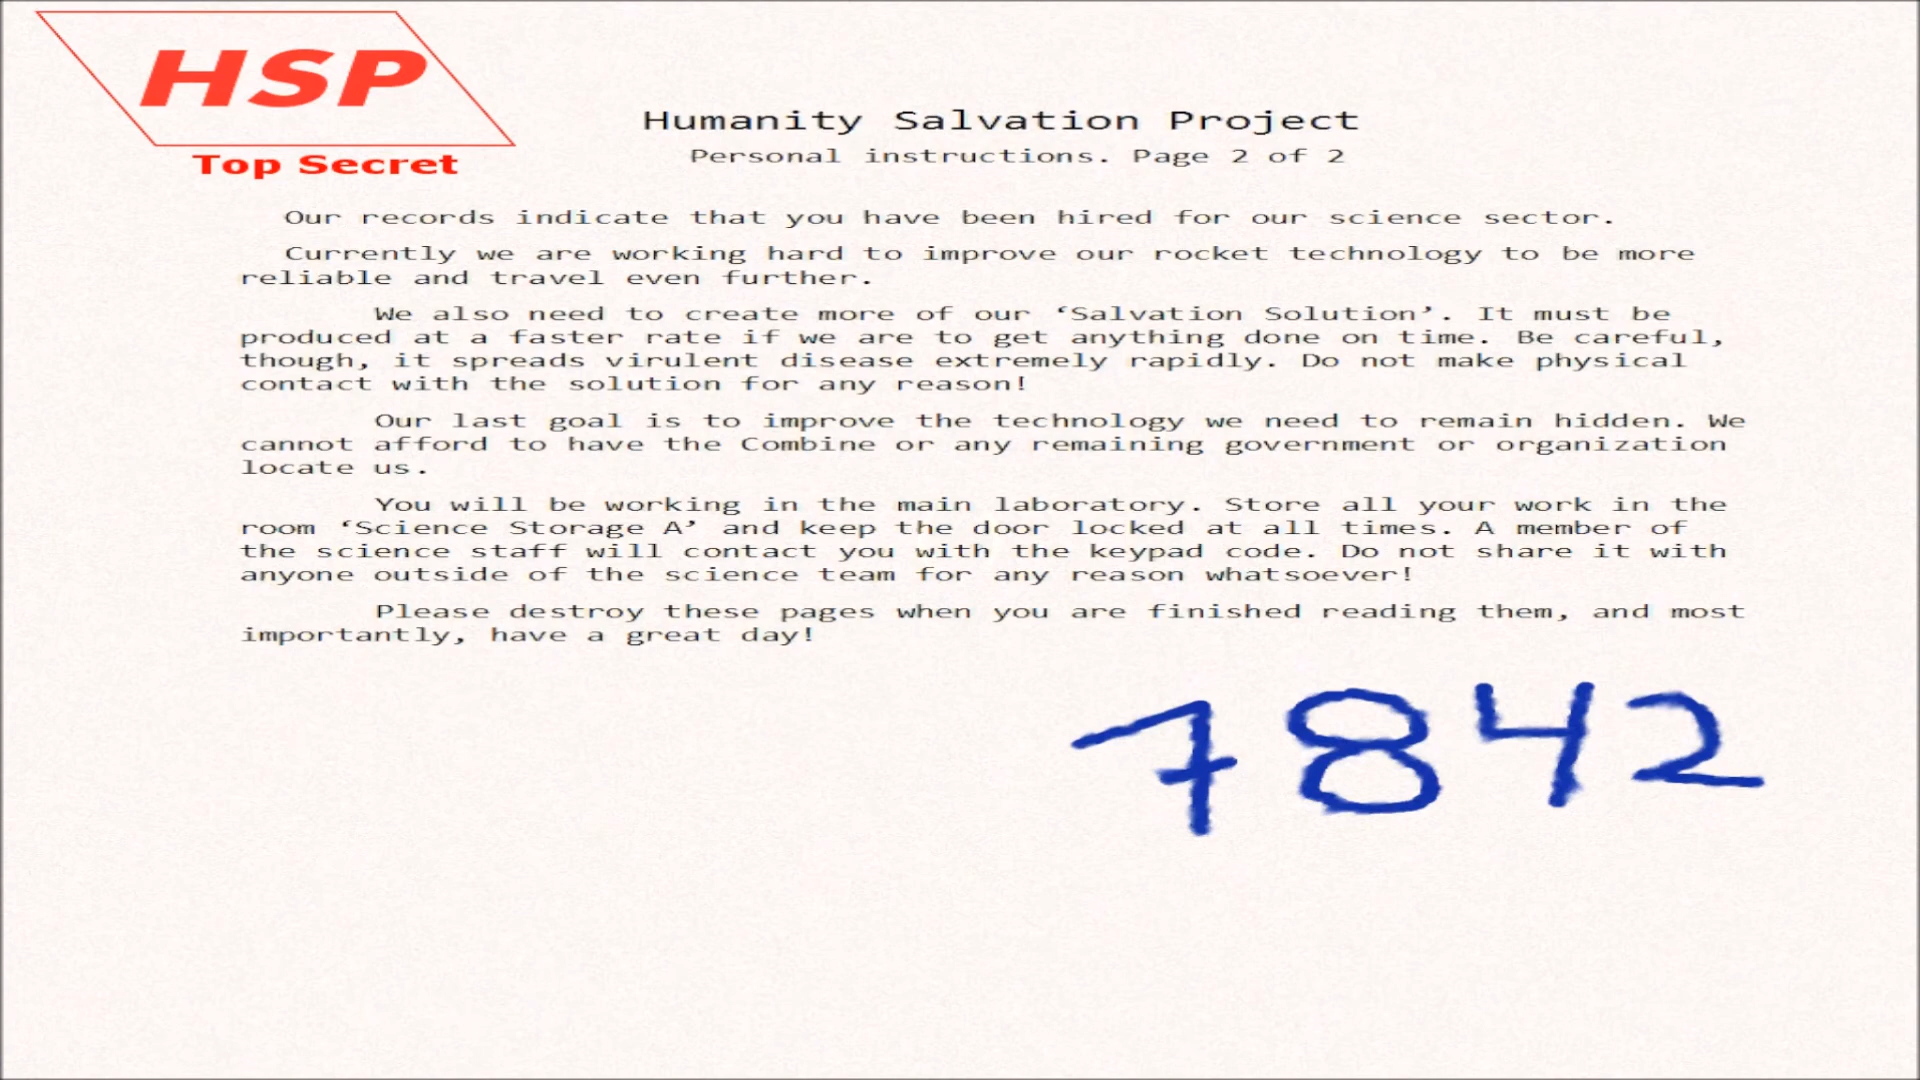 HSP
Top Secret
Humanity Salvation Project
Personal instructions. Page 2 of 2
Our records indicate that you have been hired for our science sector.
Currently we are working hard to improve our rocket technology to be more
reliable and travel even further.
We also need to create more of our ‘Salvation Solution’. It must be
produced at a faster rate if we are to get anything done on time. Be careful,
though, it spreads virulent disease extremely rapidly. Do not make physical
contact with the solution for any reason!
Our last goal is to improve the technology we need to remain hidden. We
cannot afford to have the Combine or any remaining government or organization
locate us.
You will be working in the main laboratory. Store all your work in the
room ‘Science Storage A’ and keep the door locked at all times. A member of
the science staff will contact you with the keypad code. Do not share it with
anyone outside of the science team for any reason whatsoever!
Please destroy these pages when you are finished reading them, and most
importantly, have a great day!
7842